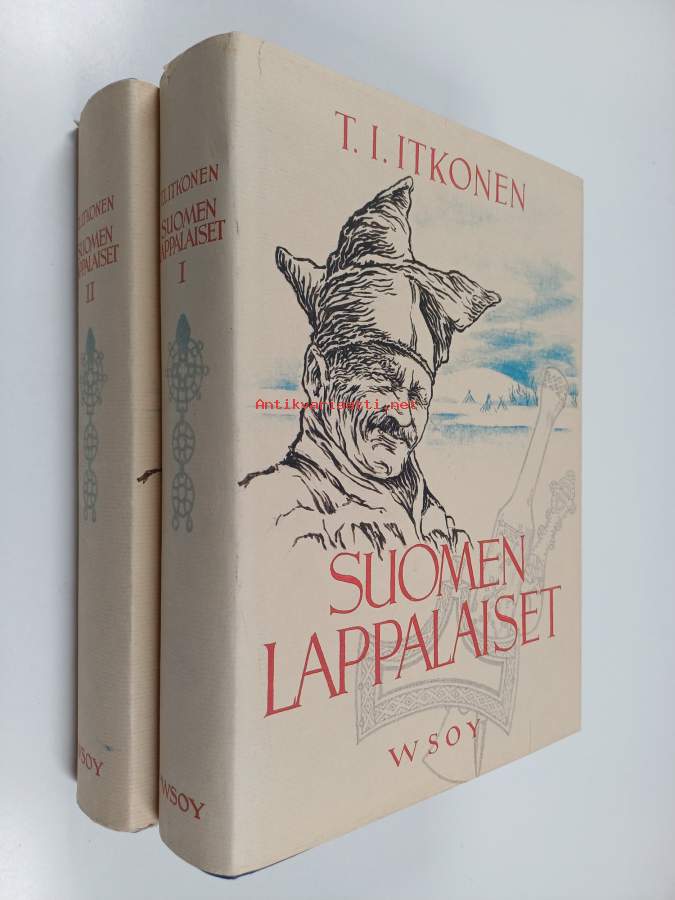 T. I. ITKONEN
SUOMEN
LAPPALAISET
WSOY
T.I.ITKONEN
SUOMEN
LAPPALAISET
I
WSOY
T.I.ITKONEN
SUOMEN
LAPPALAISET
II
WSOY
Antikvariaatti.net